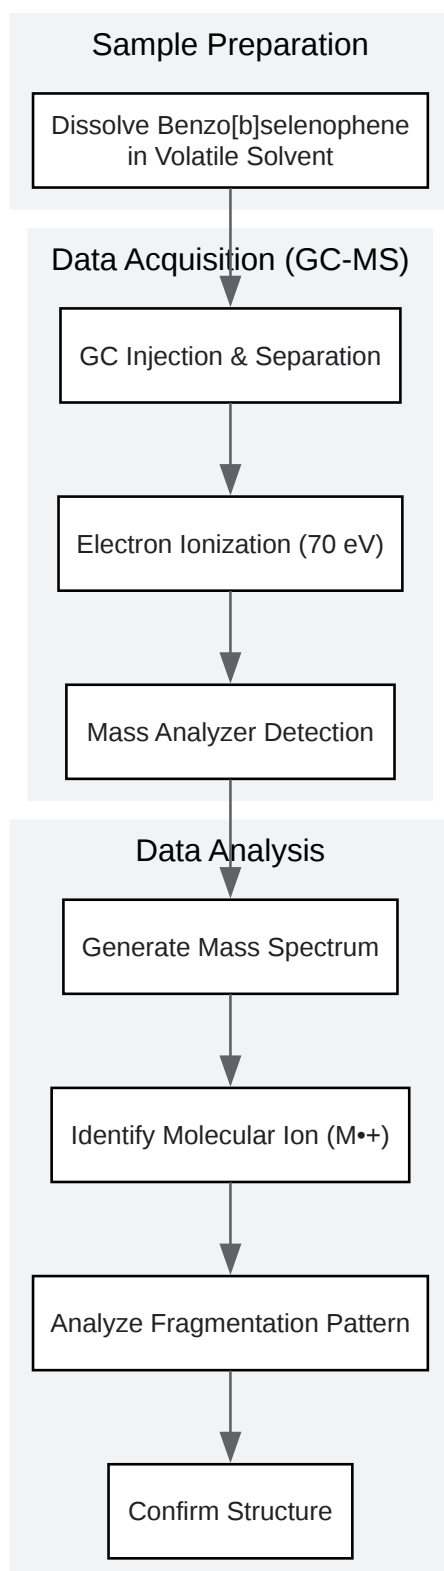 Sample Preparation
Dissolve Benzo[b]selenophene
in Volatile Solvent
Data Acquisition (GC-MS)
GC Injection & Separation
Electron Ionization (70 eV)
Mass Analyzer Detection
Data Analysis
Generate Mass Spectrum
Identify Molecular Ion (M•+)
Analyze Fragmentation Pattern
Confirm Structure